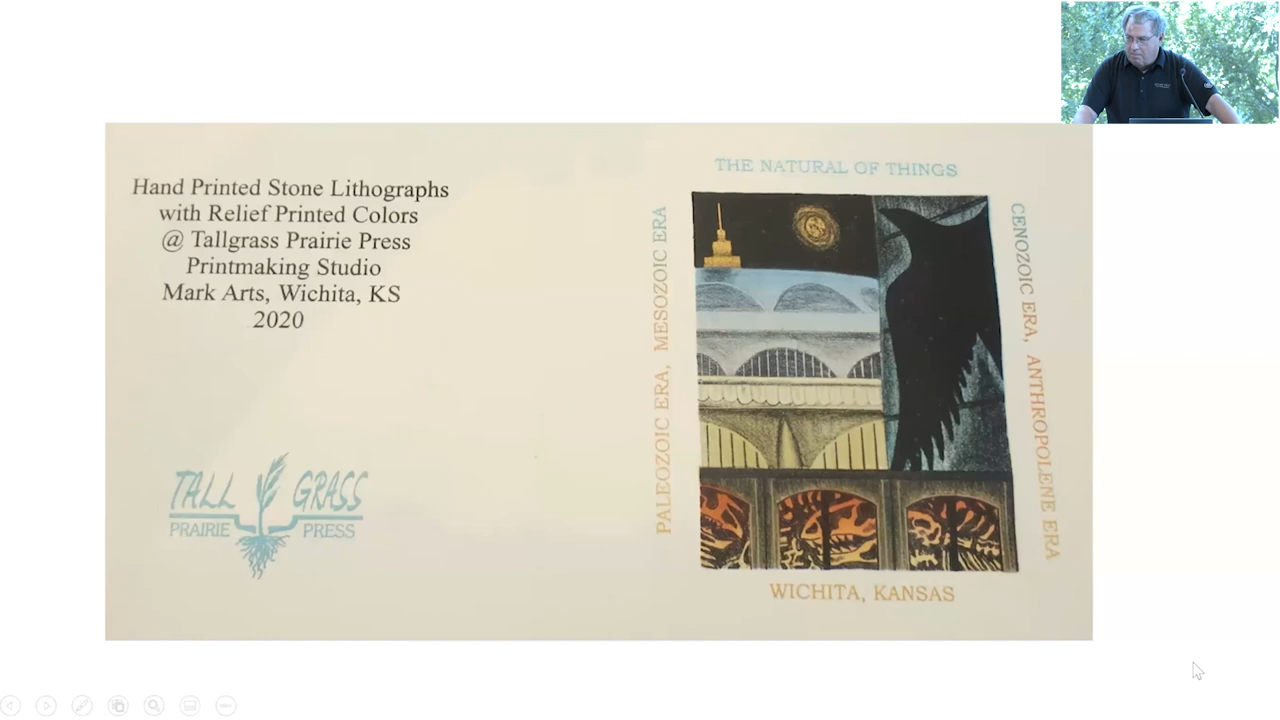 Hand Printed Stone Lithographs
with Relief Printed Colors
@ Tallgrass Prairie Press
Printmaking Studio
Mark Arts, Wichita, KS
2020
TALL GRASS
PRAIRIE PRESS
THE NATURAL OF THINGS
PALEOZOIC ERA, MESOZOIC ERA
CENOZOIC ERA, ANTHROPOLENE ERA
WICHITA, KANSAS